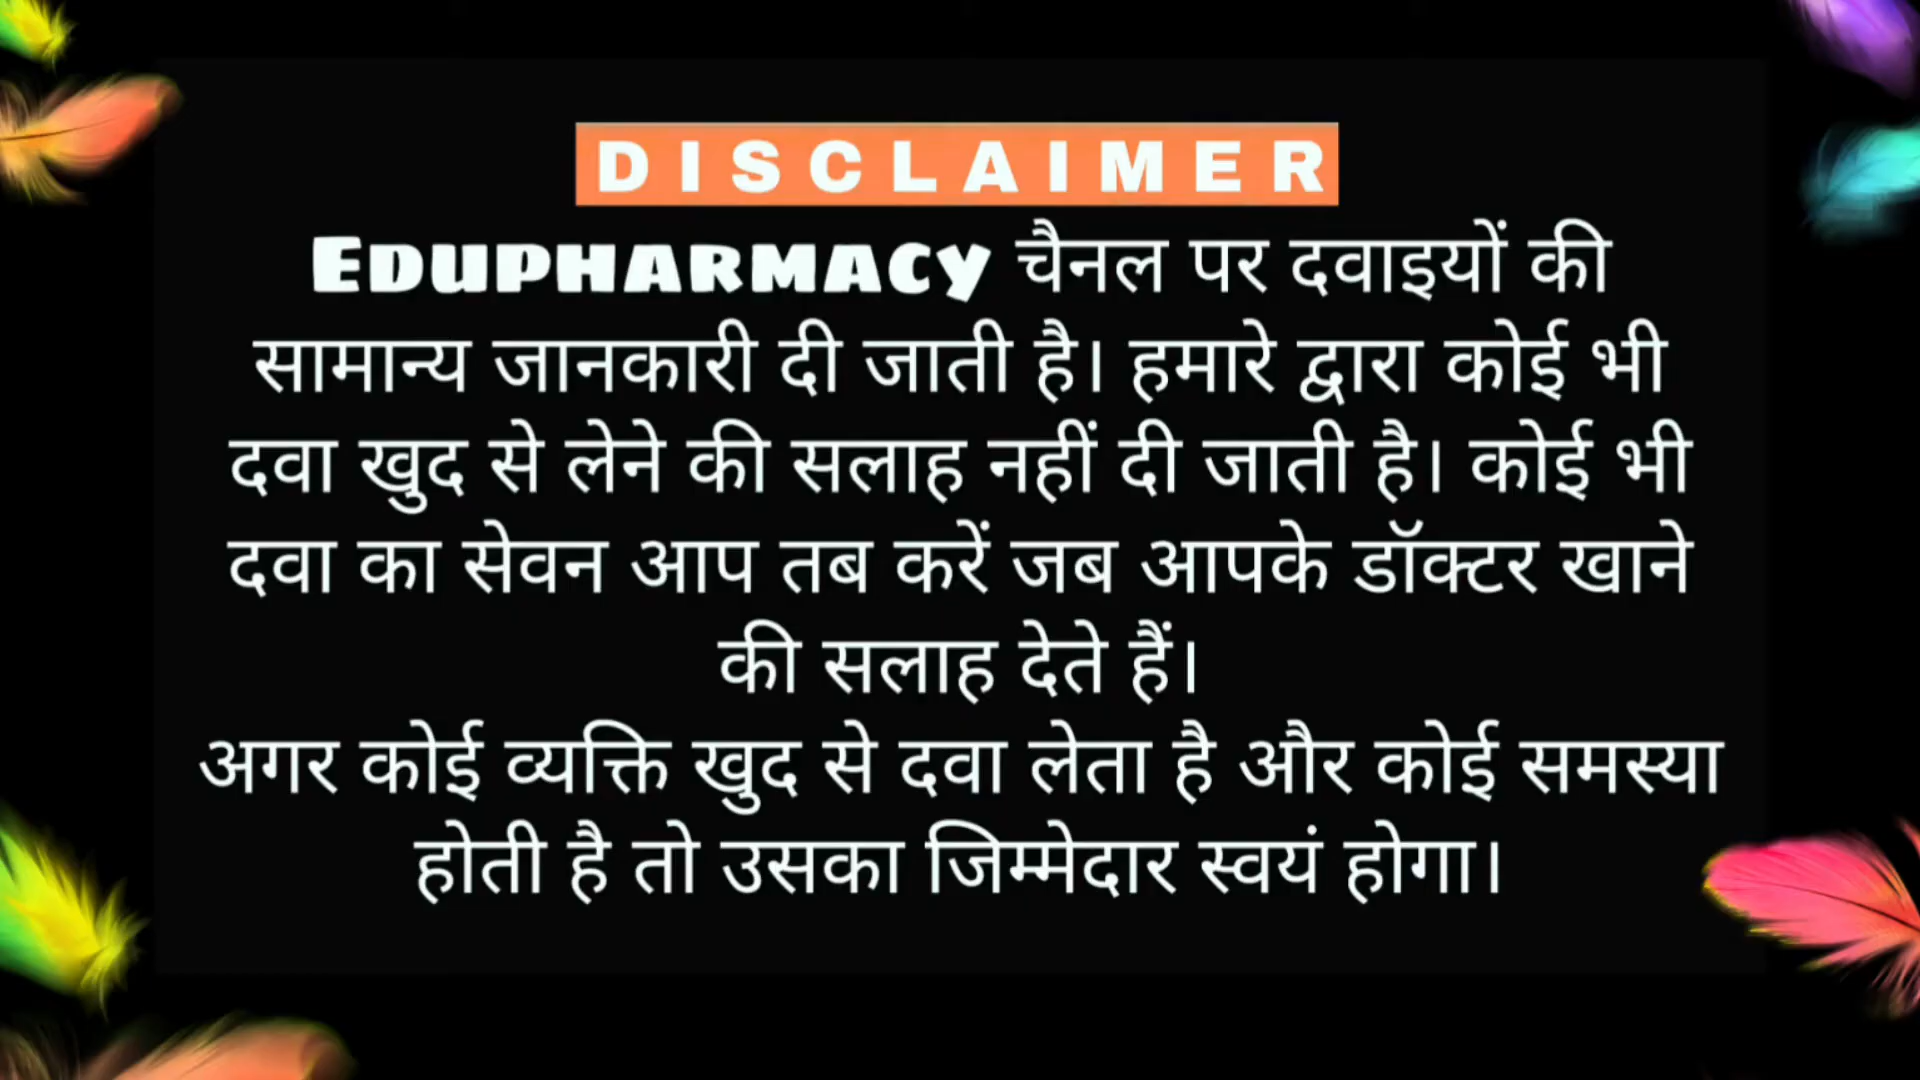 DISCLAIMER
EDUPHARMACY चैनल पर दवाइयों की
सामान्य जानकारी दी जाती है। हमारे द्वारा कोई भी
दवा खुद से लेने की सलाह नहीं दी जाती है। कोई भी
दवा का सेवन आप तब करें जब आपके डॉक्टर खाने
की सलाह देते हैं।
अगर कोई व्यक्ति खुद से दवा लेता है और कोई समस्या
होती है तो उसका जिम्मेदार स्वयं होगा।